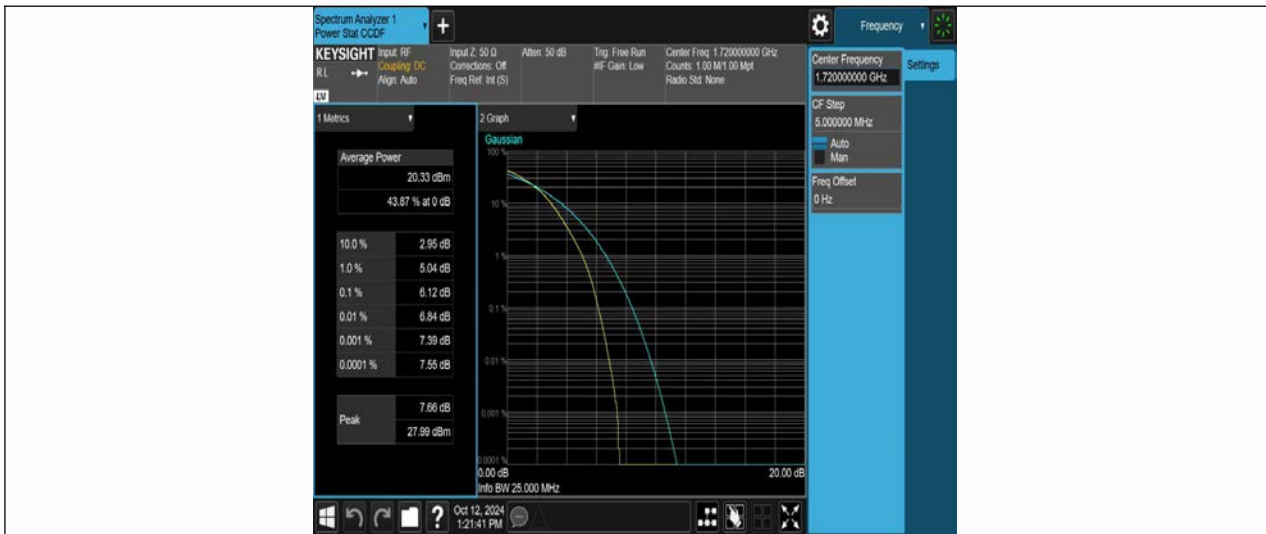 Spectrum Analyzer 1
Power Stat CCDF
Frequency
KEYSIGHT
RL
Input: RF
Coupling: DC
Align: Auto
Input Z: 50 Ω
Corrections: Off
Freq Ref: Int (S)
Atten: 50 dB
Trig: Free Run
#IF Gain: Low
Center Freq: 1.720000000 GHz
Counts: 1.00 M/1.00 Mpt
Radio Std: None
Center Frequency
1.720000000 GHz
Settings
CF Step
5.000000 MHz
Auto
Man
Freq Offset
0 Hz
1 Metrics
Average Power
20.33 dBm
43.87 % at 0 dB
10.0 % 2.95 dB
1.0 % 5.04 dB
0.1 % 6.12 dB
0.01 % 6.84 dB
0.001 % 7.39 dB
0.0001 % 7.55 dB
Peak
7.66 dB
27.99 dBm
2 Graph
Gaussian
100 %
10 %
1 %
0.1 %
0.01 %
0.001 %
0.0001 %
0.00 dB
20.00 dB
Info BW 25.000 MHz
?
Oct 12, 2024
1:21:41 PM